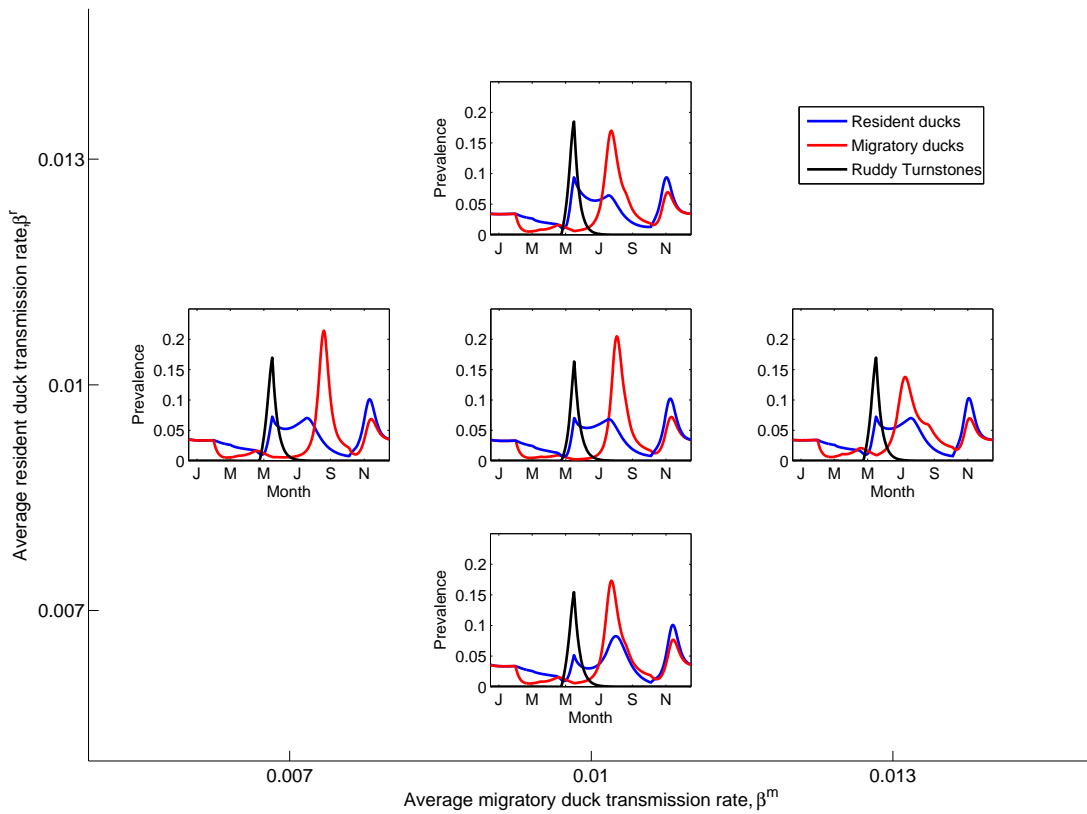 0.2
0.15
0.1
0.05
0
Prevalence
J M M J S N
Resident ducks
Migratory ducks
Ruddy Turnstones
0.013
0.2
0.15
0.1
0.05
0
Prevalence
J M M J S N
Month
0.2
0.15
0.1
0.05
0
Prevalence
J M M J S N
0.2
0.15
0.1
0.05
0
Prevalence
J M M J S N
Month
0.01
Average resident duck transmission rate,βʳ
0.2
0.15
0.1
0.05
0
Prevalence
J M M J S N
Month
0.007
0.007 0.01 0.013
Average migratory duck transmission rate, βᵐ